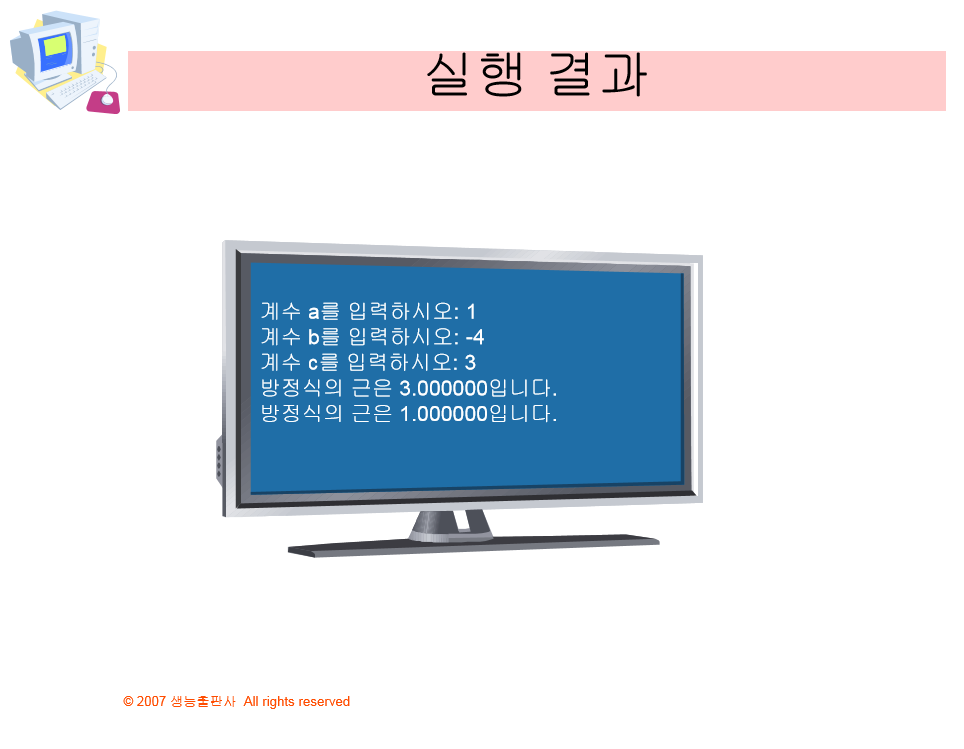 실행 결과
계수 a를 입력하시오: 1
계수 b를 입력하시오: -4
계수 c를 입력하시오: 3
방정식의 근은 3.000000입니다.
방정식의 근은 1.000000입니다.
© 2007 생능출판사 All rights reserved